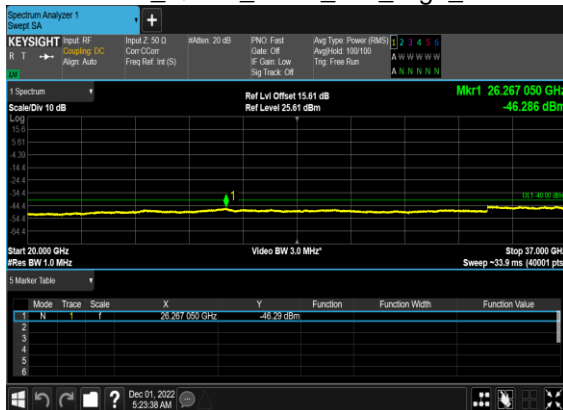 Spectrum Analyzer 1
Swept SA
KEYSIGHT
R T
LW
Input: RF
Coupling: DC
Align: Auto
Input Z: 50 Ω
Corr CCorr
Freq Ref: Int (S)
#Atten: 20 dB
PNO: Fast
Gate: Off
IF Gain: Low
Sig Track: Off
Avg Type: Power (RMS)
Avg|Hold: 100/100
Trig: Free Run
1 2 3 4 5 6
A W W W W W
A N N N N N
1 Spectrum
Scale/Div 10 dB
Ref Lvl Offset 15.61 dB
Ref Level 25.61 dBm
Mkr1 26.267 050 GHz
-46.286 dBm
Log
15.6
5.61
-4.39
-14.4
-24.4
-34.4
-44.4
-54.4
-64.4
1
DL1 -40.00 dBm
Start 20.000 GHz
#Res BW 1.0 MHz
Video BW 3.0 MHz*
Stop 37.000 GHz
Sweep ~33.9 ms (40001 pts)
5 Marker Table
Mode Trace Scale X Y Function Function Width Function Value
1 N 1 f 26.267 050 GHz -46.29 dBm
2
3
4
5
6
?
Dec 01, 2022
5:23:38 AM